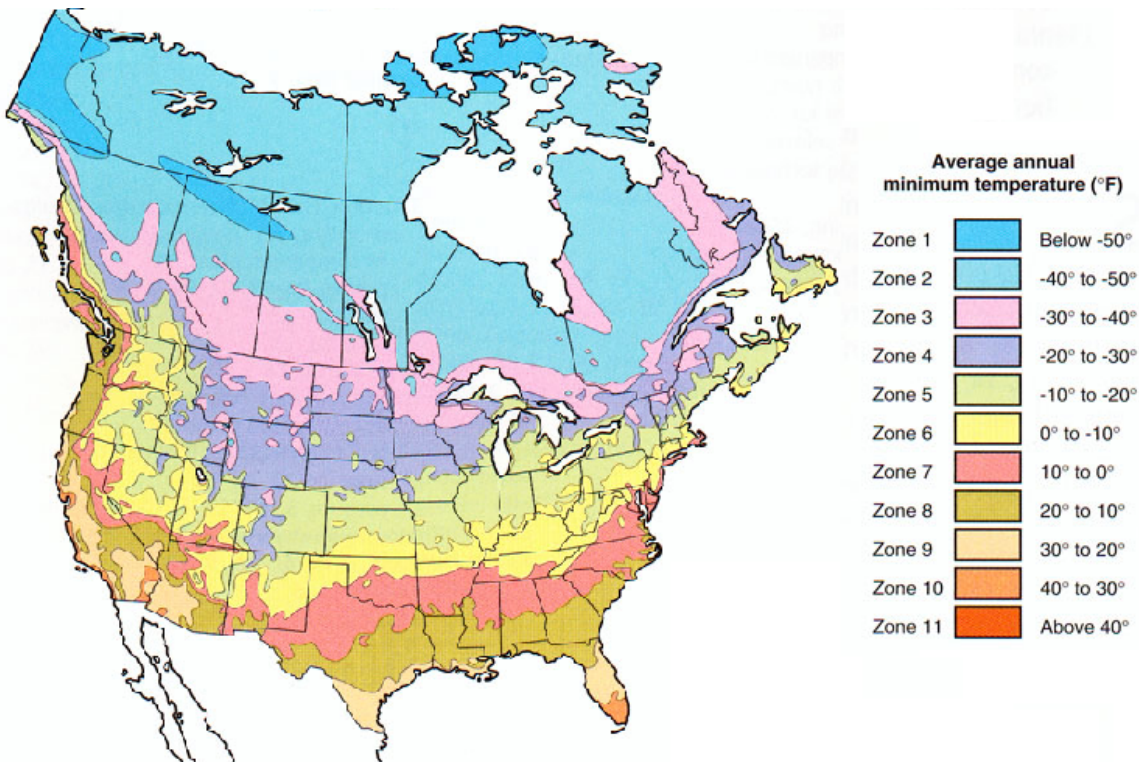 Average annual
minimum temperature (°F)
Zone 1 Below -50°
Zone 2 -40° to -50°
Zone 3 -30° to -40°
Zone 4 -20° to -30°
Zone 5 -10° to -20°
Zone 6 0° to -10°
Zone 7 10° to 0°
Zone 8 20° to 10°
Zone 9 30° to 20°
Zone 10 40° to 30°
Zone 11 Above 40°